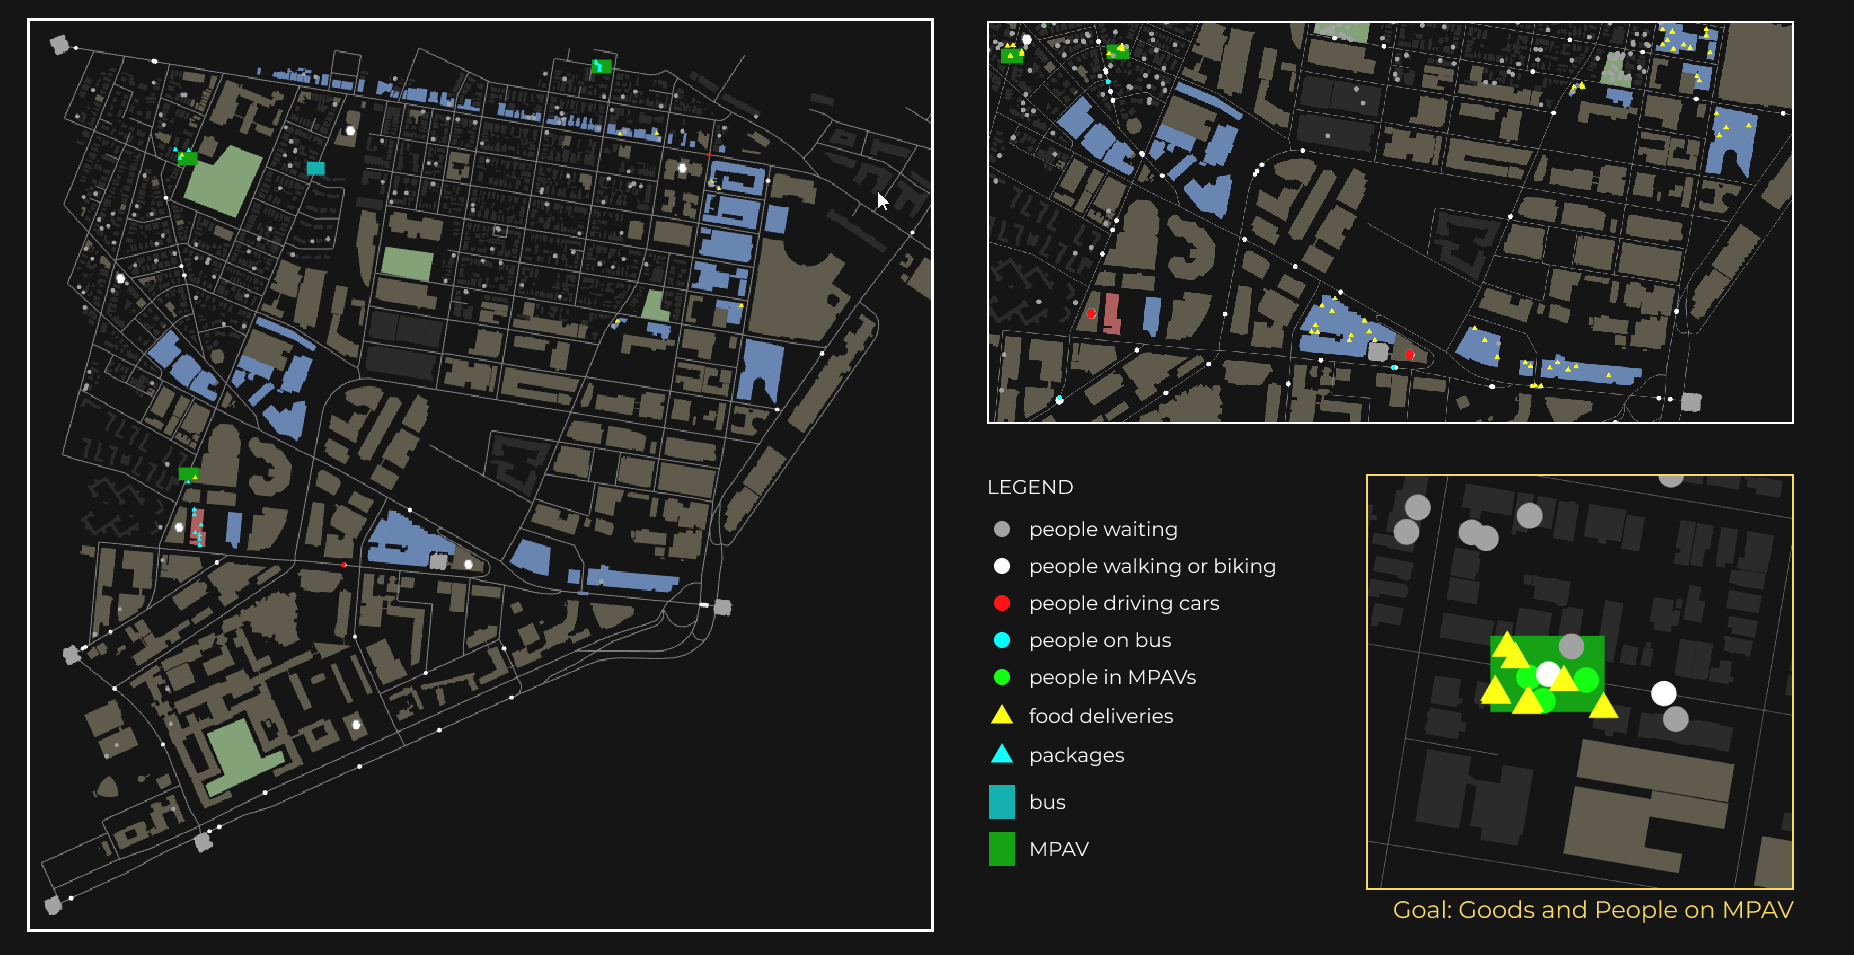 LEGEND
people waiting
people walking or biking
people driving cars
people on bus
people in MPAVs
food deliveries
packages
bus
MPAV
Goal: Goods and People on MPAV